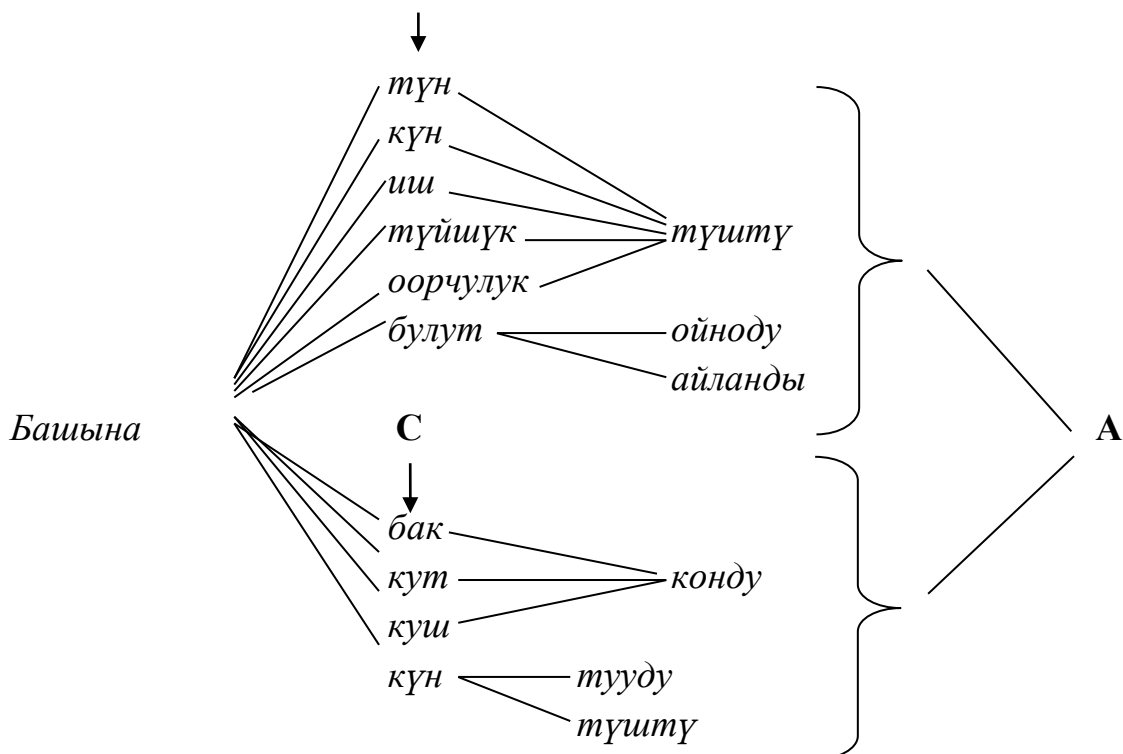 түн
күн
иш
түйшүк түштү
оорчулук
булут ойноду
айланды
Башына С А
бак
кут конду
куш
күн тууду
түштү